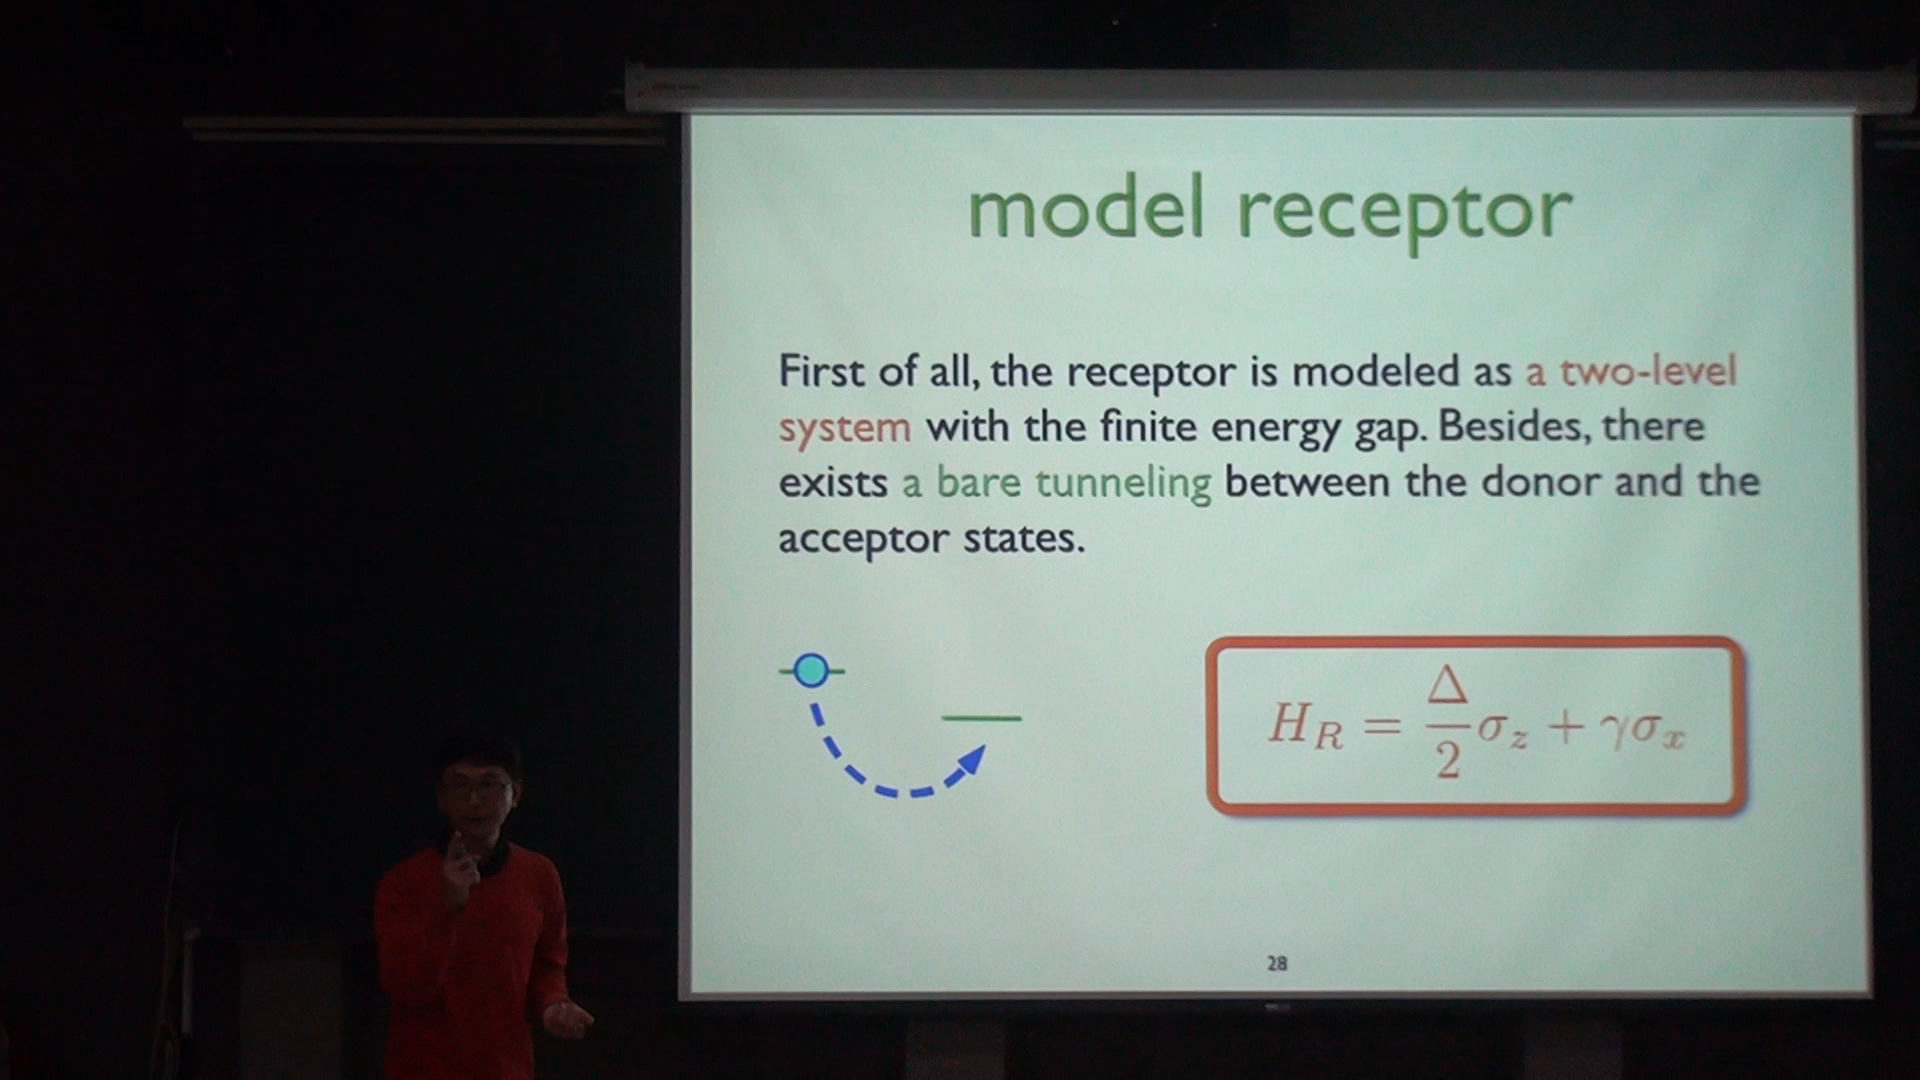 model receptor
First of all, the receptor is modeled as a two-level
system with the finite energy gap. Besides, there
exists a bare tunneling between the donor and the
acceptor states.
H_R = Δ/2 σ_z + γσ_x
28